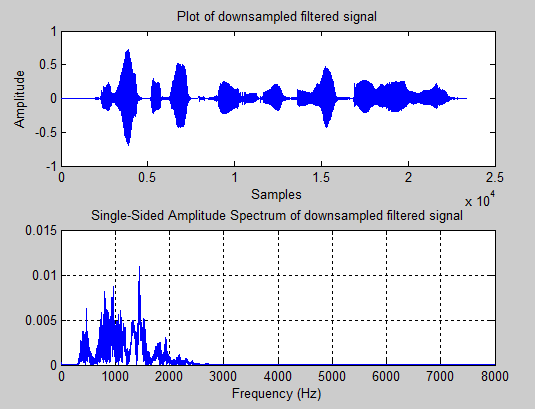 Plot of downsampled filtered signal
1
0.5
0
-0.5
-1
Amplitude
0 0.5 1 1.5 2 2.5
x 10^4
Samples
Single-Sided Amplitude Spectrum of downsampled filtered signal
0.015
0.01
0.005
0
0 1000 2000 3000 4000 5000 6000 7000 8000
Frequency (Hz)